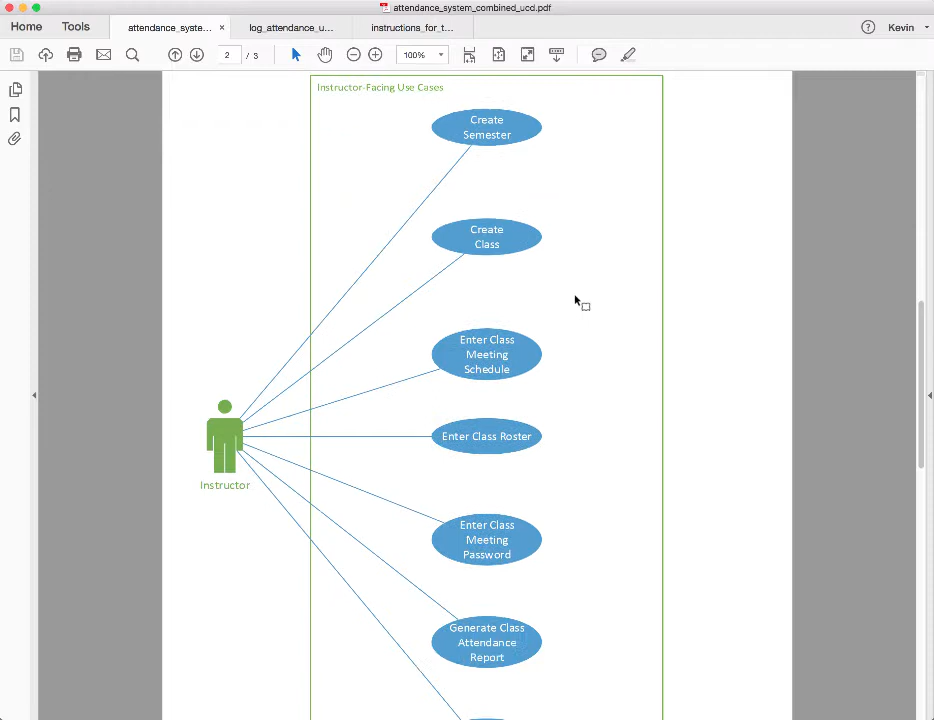 attendance_system_combined_ucd.pdf
Home
Tools
attendance_syste...
×
log_attendance_u...
instructions_for_t...
?
Kevin
2 / 3
100%
Instructor-Facing Use Cases
Create
Semester
Create
Class
Enter Class
Meeting
Schedule
Enter Class Roster
Instructor
Enter Class
Meeting
Password
Generate Class
Attendance
Report